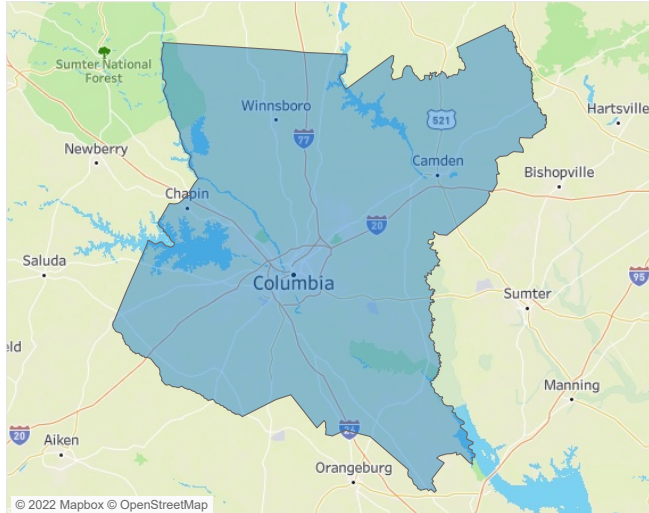 Sumter National
Forest
Winnsboro
Hartsville
521
77
Newberry
Camden
Bishopville
Chapin
20
Saluda
Columbia
95
Sumter
eld
Manning
20
26
Aiken
Orangeburg
© 2022 Mapbox © OpenStreetMap